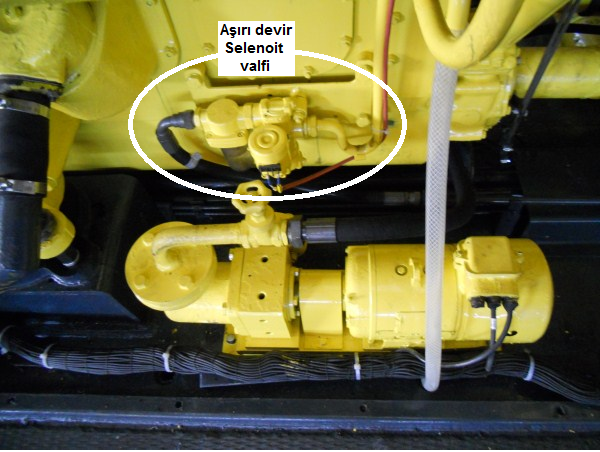 Aşırı devir
Selenoit
valfi